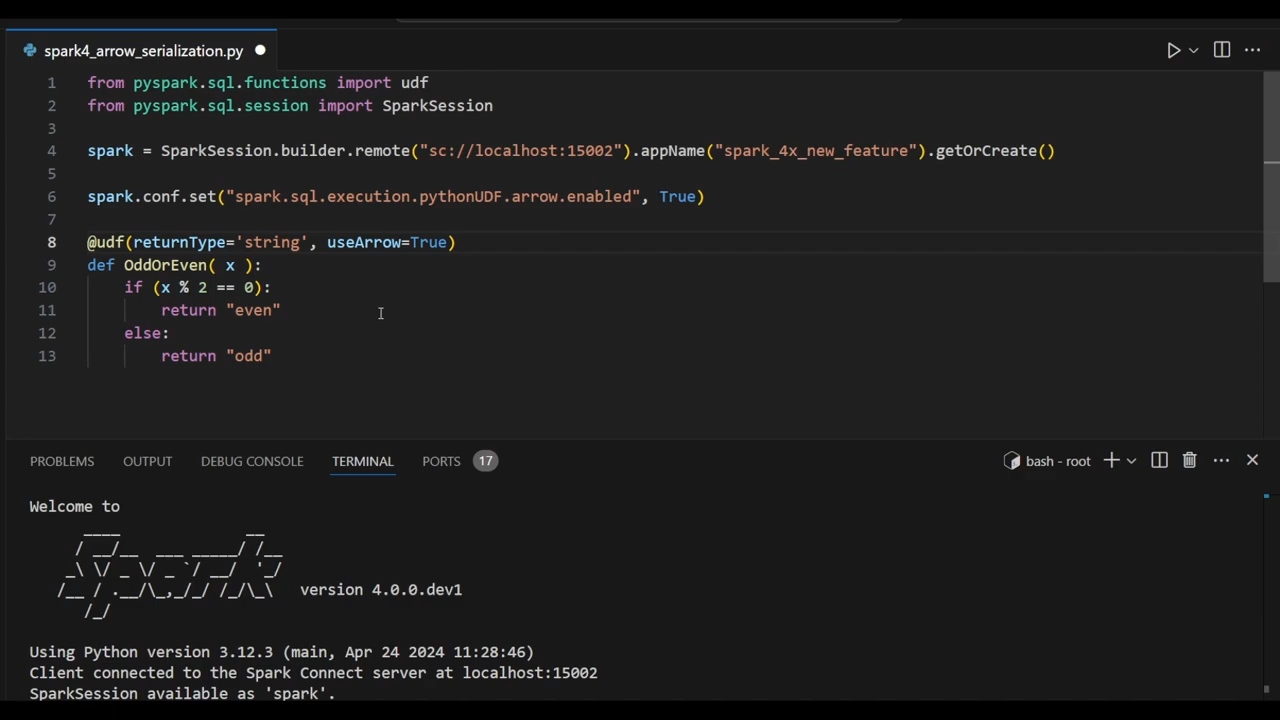 spark4_arrow_serialization.py
1 from pyspark.sql.functions import udf
2 from pyspark.sql.session import SparkSession
3
4 spark = SparkSession.builder.remote("sc://localhost:15002").appName("spark_4x_new_feature").getOrCreate()
5
6 spark.conf.set("spark.sql.execution.pythonUDF.arrow.enabled", True)
7
8 @udf(returnType='string', useArrow=True)
9 def OddOrEven( x ):
10 if (x % 2 == 0):
11 return "even"
12 else:
13 return "odd"
PROBLEMS OUTPUT DEBUG CONSOLE TERMINAL PORTS 17 bash - root
Welcome to
Spark version 4.0.0.dev1
Using Python version 3.12.3 (main, Apr 24 2024 11:28:46)
Client connected to the Spark Connect server at localhost:15002
SparkSession available as 'spark'.